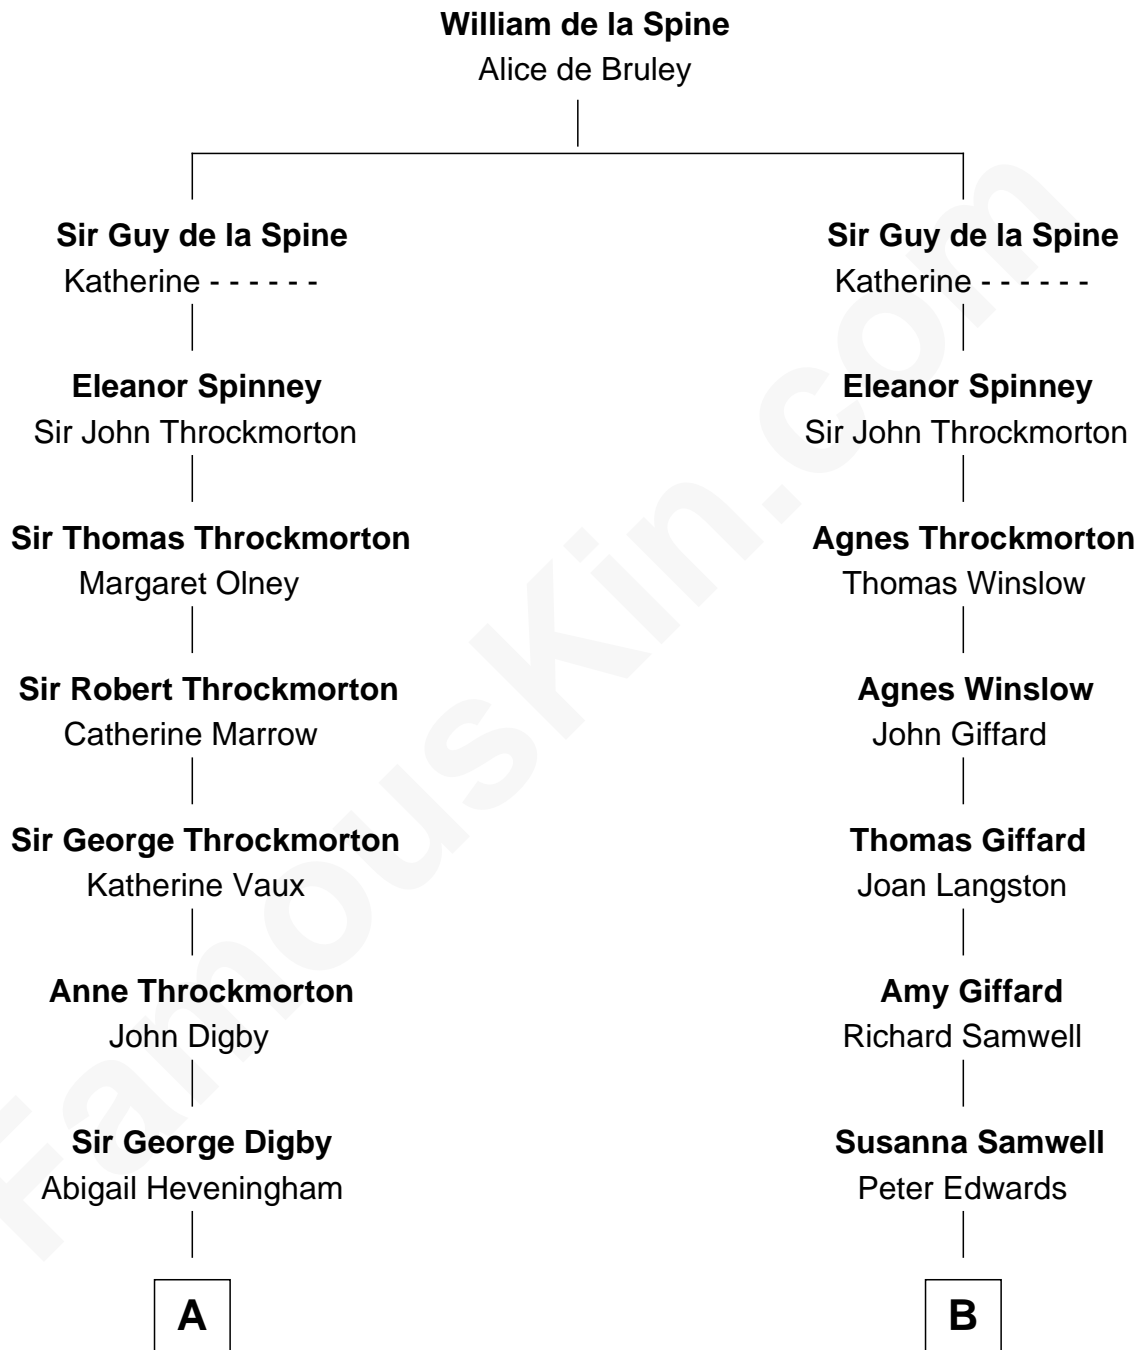 William de la Spine
Alice de Bruley
Sir Guy de la Spine
Katherine - - - - - -
Sir Guy de la Spine
Katherine - - - - - -
Eleanor Spinney
Sir John Throckmorton
Eleanor Spinney
Sir John Throckmorton
Sir Thomas Throckmorton
Margaret Olney
Agnes Throckmorton
Thomas Winslow
Sir Robert Throckmorton
Catherine Marrow
Agnes Winslow
John Giffard
Sir George Throckmorton
Katherine Vaux
Thomas Giffard
Joan Langston
Anne Throckmorton
John Digby
Amy Giffard
Richard Samwell
Sir George Digby
Abigail Heveningham
Susanna Samwell
Peter Edwards
A
B
FamousKin.com